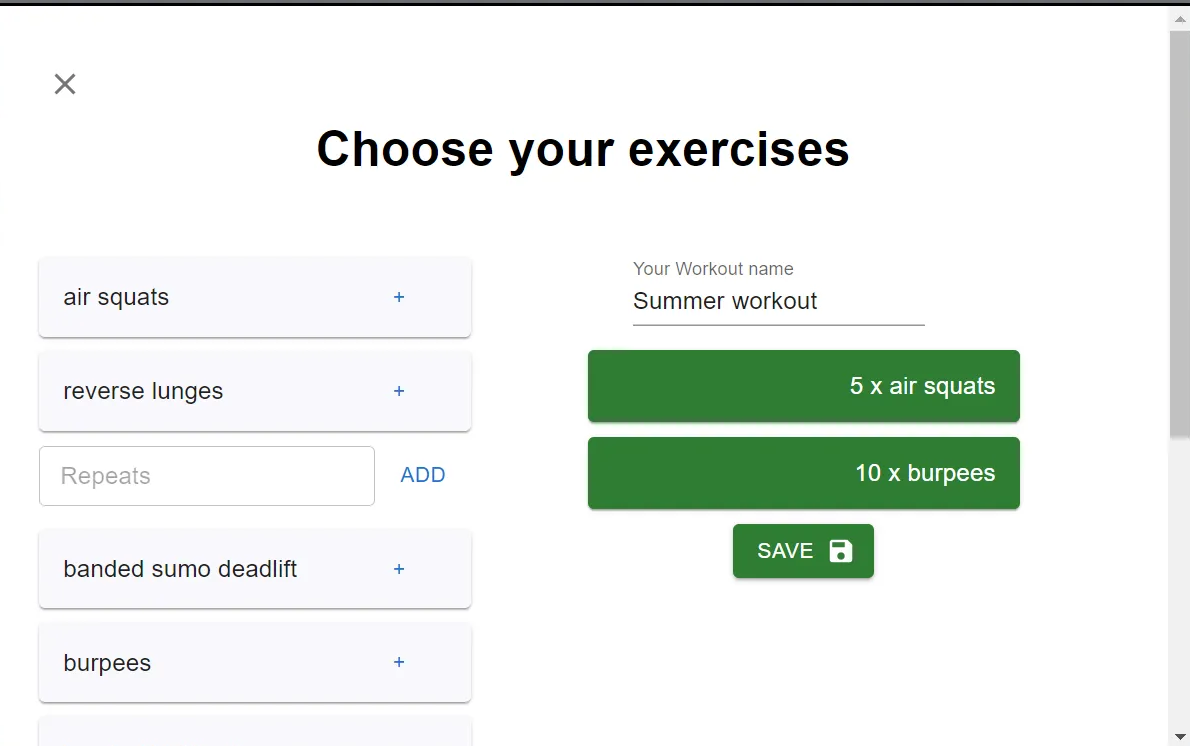 Choose your exercises
air squats +
reverse lunges +
Repeats ADD
banded sumo deadlift +
burpees +
Your Workout name
Summer workout
5 x air squats
10 x burpees
SAVE